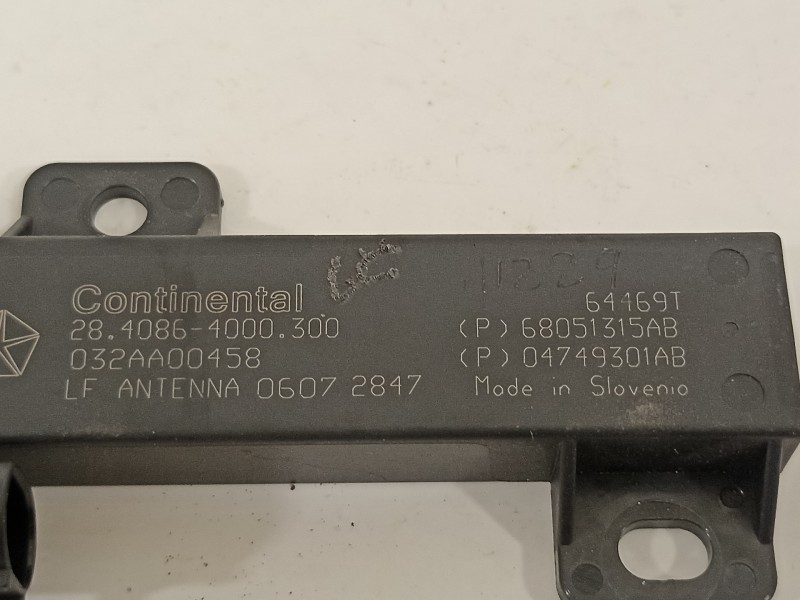 Continental
28.4086-4000.300
032AA00458
LF ANTENNA 0607 2847
64469T
(P) 68051315AB
(P) 04749301AB
Made in Slovenia